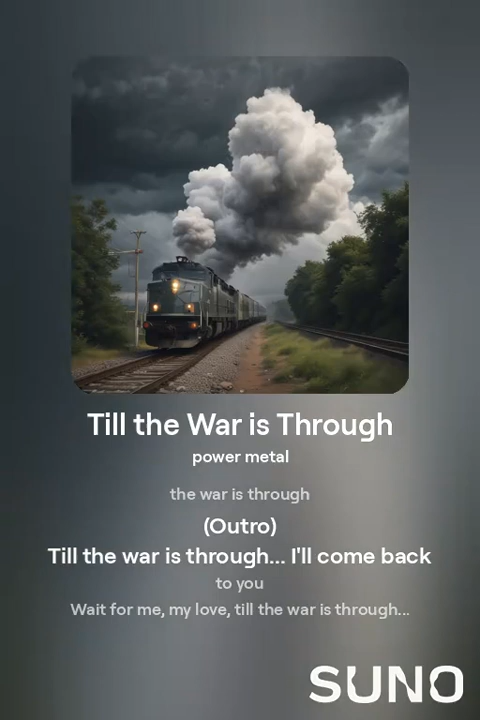 Till the War is Through
power metal
the war is through
(Outro)
Till the war is through... I'll come back
to you
Wait for me, my love, till the war is through...
SUNO